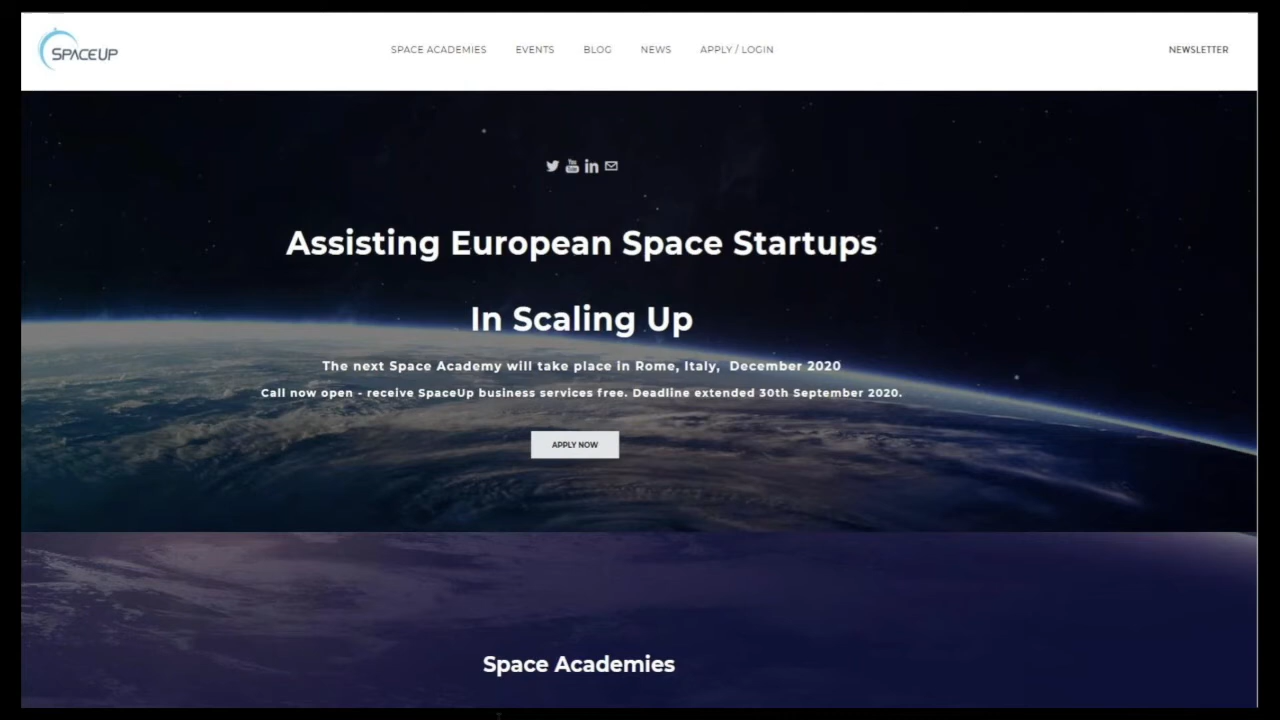 SPACEUP
SPACE ACADEMIES EVENTS BLOG NEWS APPLY / LOGIN NEWSLETTER
Assisting European Space Startups
In Scaling Up
The next Space Academy will take place in Rome, Italy, December 2020
Call now open - receive SpaceUp business services free. Deadline extended 30th September 2020.
APPLY NOW
Space Academies